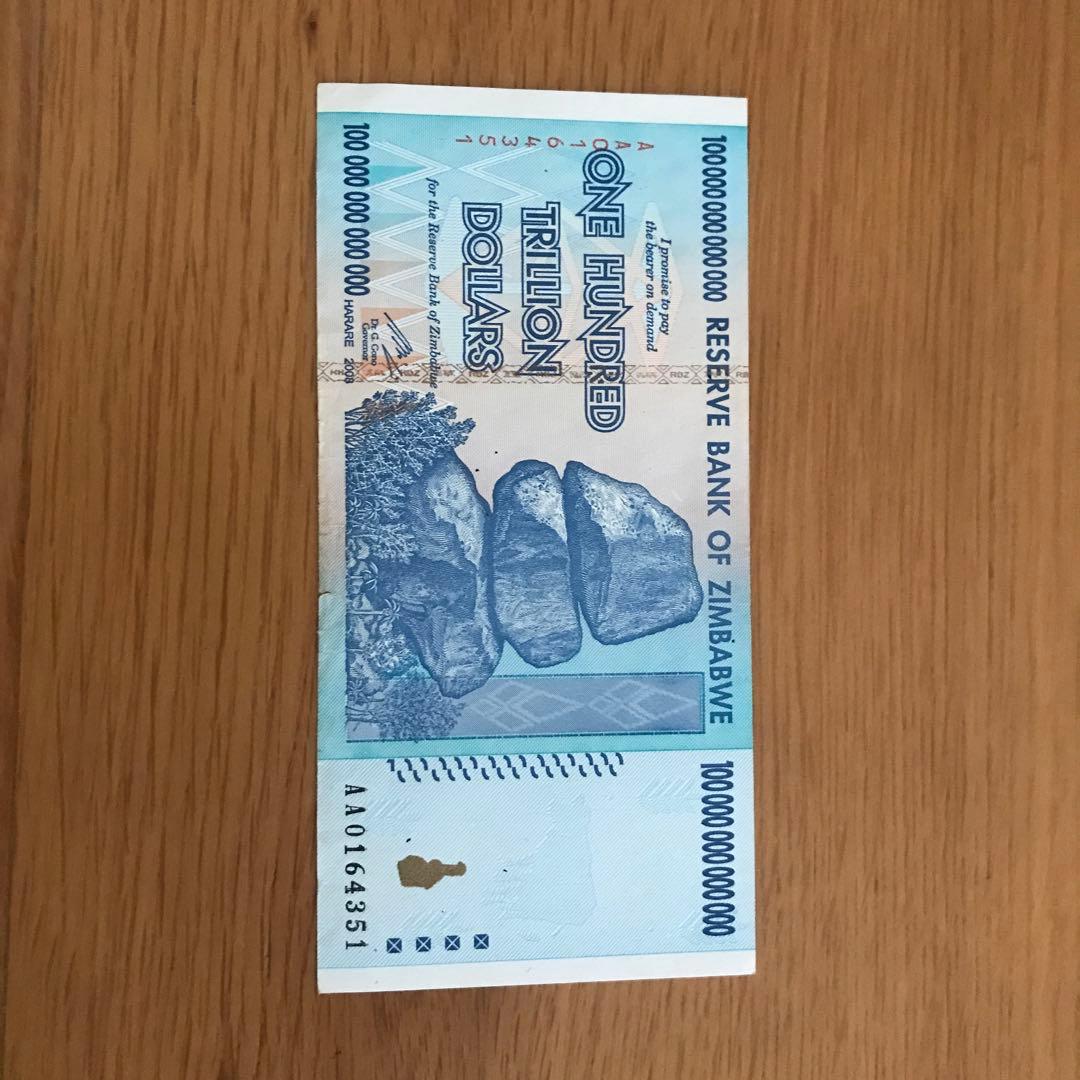 100 000 000 000 000 RESERVE BANK OF ZIMBABWE 100 000 000 000 000
AA0164351
I promise to pay
the bearer on demand
ONE HUNDRED
TRILLION
DOLLARS
for the Reserve Bank of Zimbabwe
RBZ
Dr. G. Gono
Governor
100 000 000 000 000 HARARE 2008
AA0164351